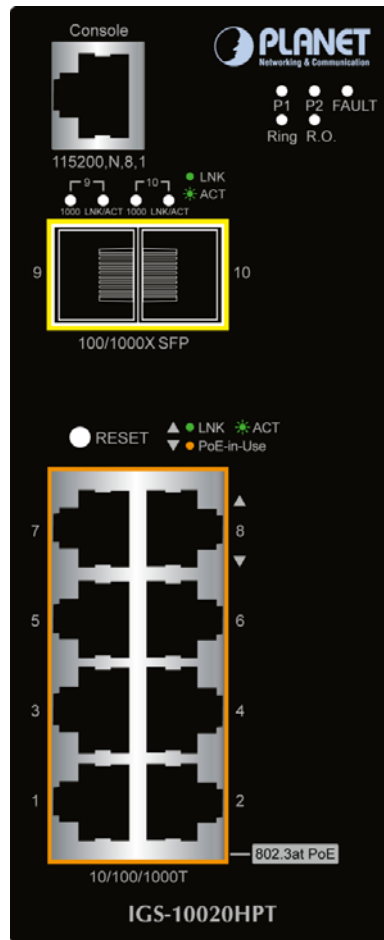 Console
PLANET
Networking & Communication
P1 P2 FAULT
Ring R.O.
115200,N,8,1
9 10 LNK
ACT
1000 LNK/ACT 1000 LNK/ACT
9 10
100/1000X SFP
RESET
LNK ACT
PoE-in-Use
7 8
5 6
3 4
1 2
802.3at PoE
10/100/1000T
IGS-10020HPT